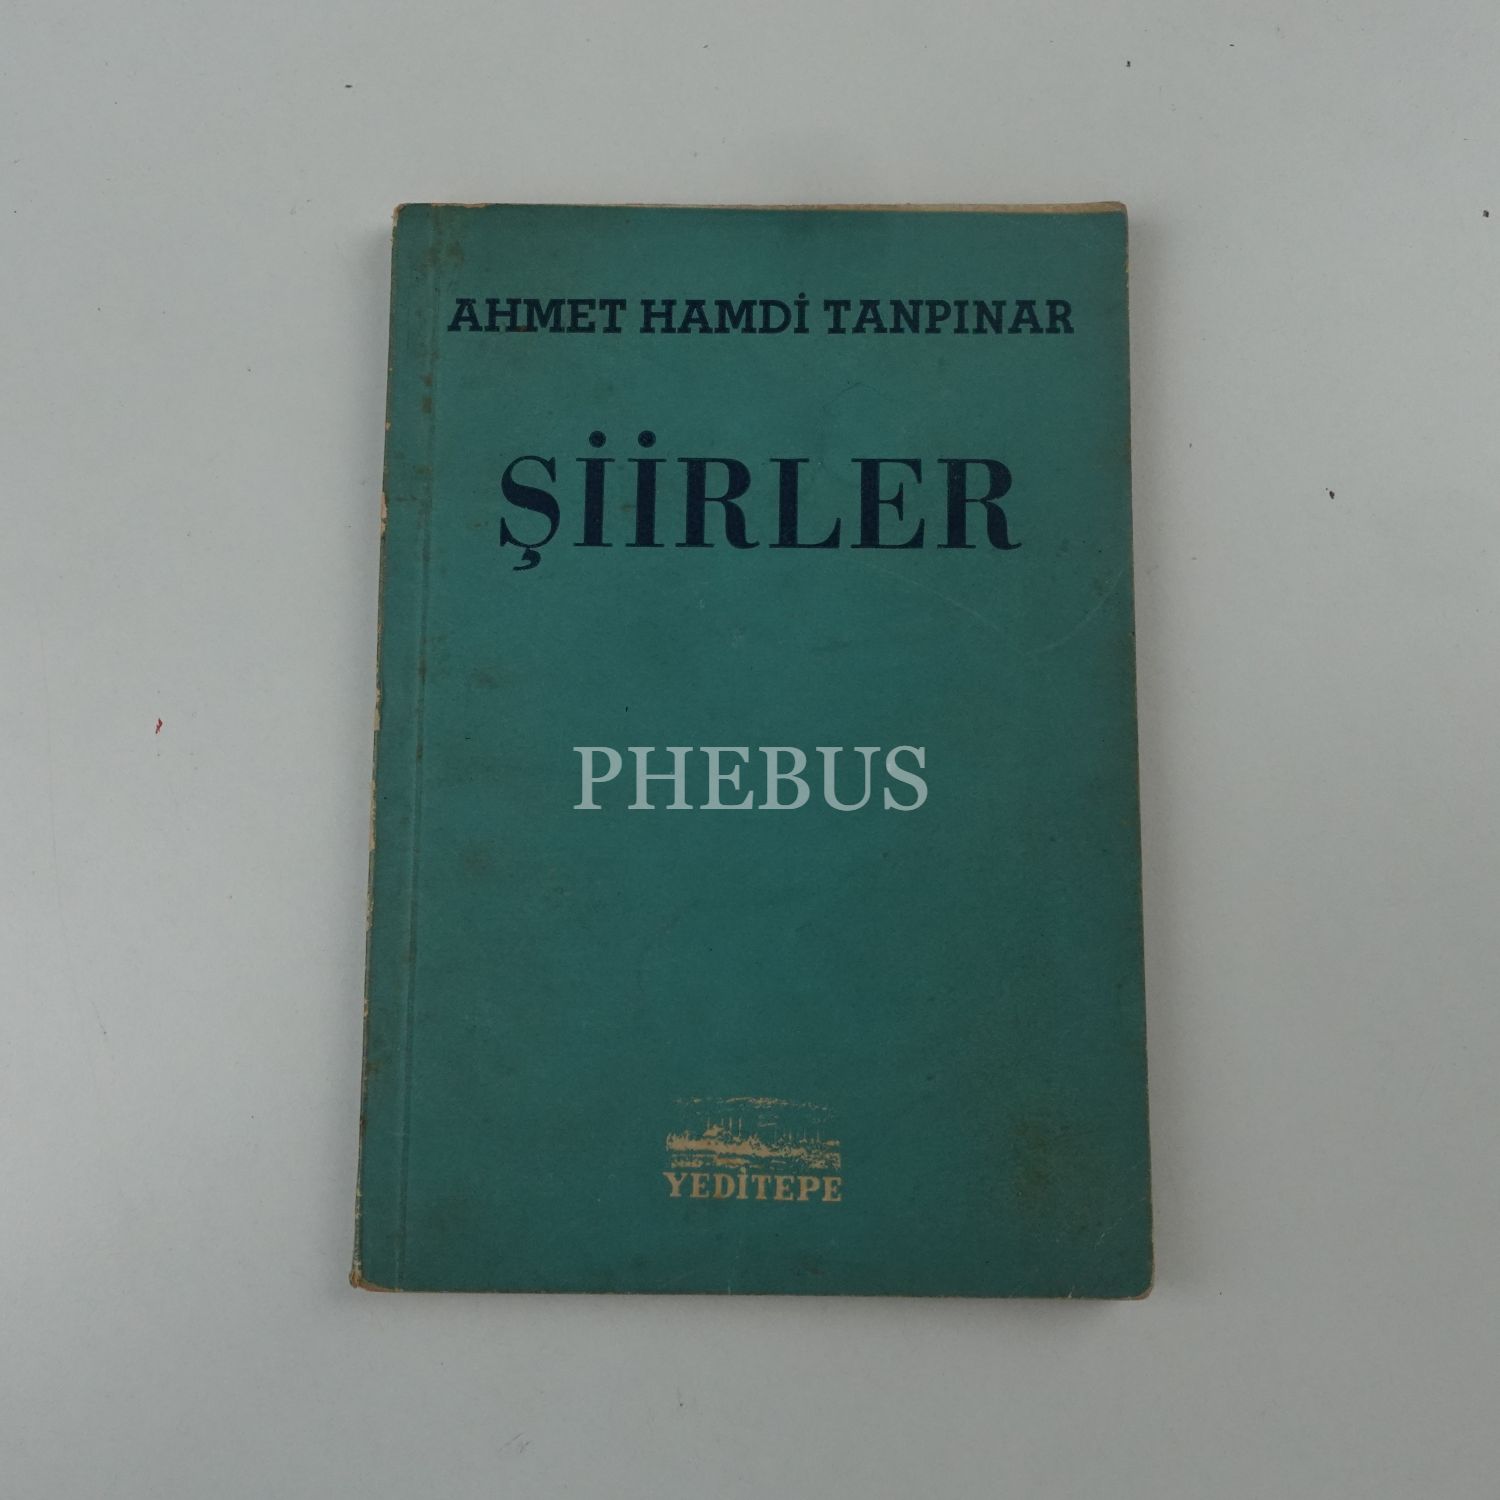 AHMET HAMDİ TANPINAR
ŞİİRLER
PHEBUS
YEDİTEPE